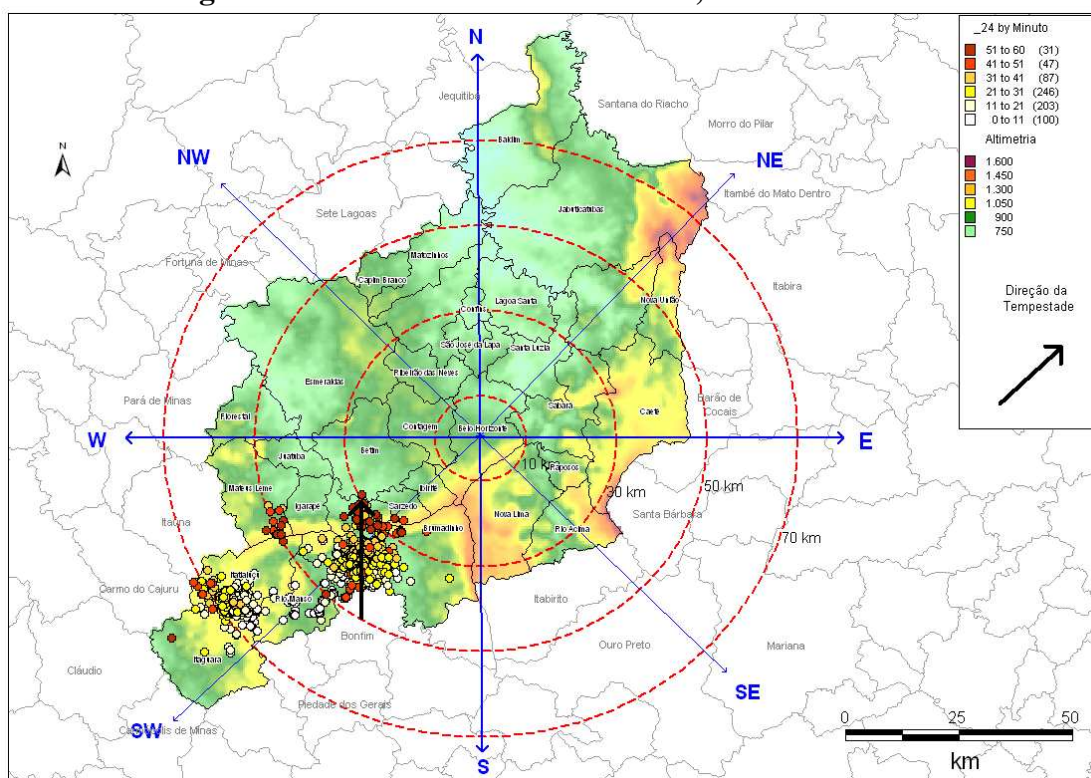 N
Jequitibá
Santana do Riacho
Morro do Pilar
Baldim
NW
NE
N
Itambé do Mato Dentro
Sete Lagoas
Jaboticatubas
Matozinhos
Fortuna de Minas
Capim Branco
Itabira
Lagoa Santa
Nova União
Confins
São José da Lapa
Santa Luzia
Ribeirão das Neves
Esmeraldas
Pará de Minas
Barão de
Cocais
Sabará
Caeté
Florestal
Contagem
Belo Horizonte
W
E
Juatuba
Betim
10 km
Raposos
Mateus Leme
Ibirité
30 km
50 km
Igarapé
Sarzedo
Santa Bárbara
Nova Lima
Itaúna
Brumadinho
Rio Acima
70 km
Itatiaiuçu
Carmo do Cajuru
Rio Manso
Itabirito
Bonfim
Ouro Preto
Mariana
Itaguara
Cláudio
SE
Piedade dos Gerais
SW
S
_24 by Minuto
51 to 60 (31)
41 to 51 (47)
31 to 41 (87)
21 to 31 (246)
11 to 21 (203)
0 to 11 (100)
Altimetria
1.600
1.450
1.300
1.050
900
750
Direção da
Tempestade
0 25 50
km